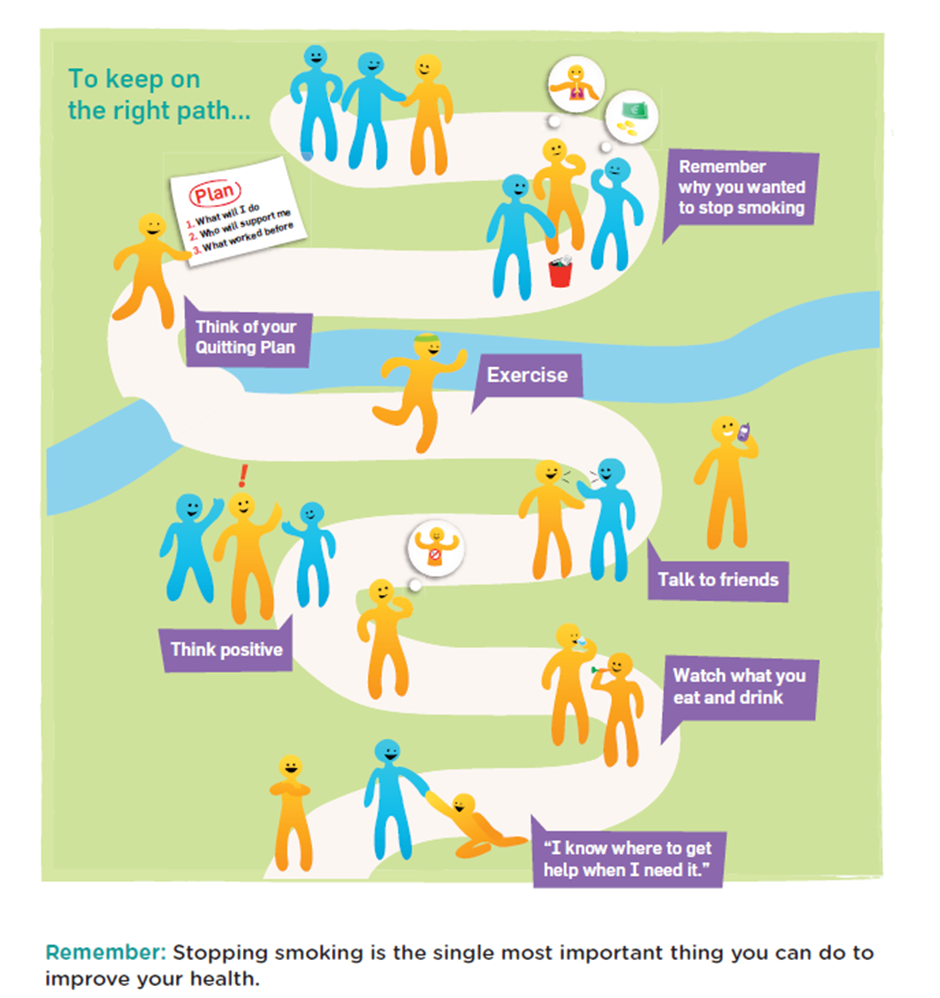 To keep on
the right path...
Remember
why you wanted
to stop smoking
Plan
1. What will I do
2. Who will support me
3. What worked before
Think of your
Quitting Plan
Exercise
Talk to friends
!
Think positive
Watch what you
eat and drink
“I know where to get
help when I need it.”
Remember: Stopping smoking is the single most important thing you can do to
improve your health.